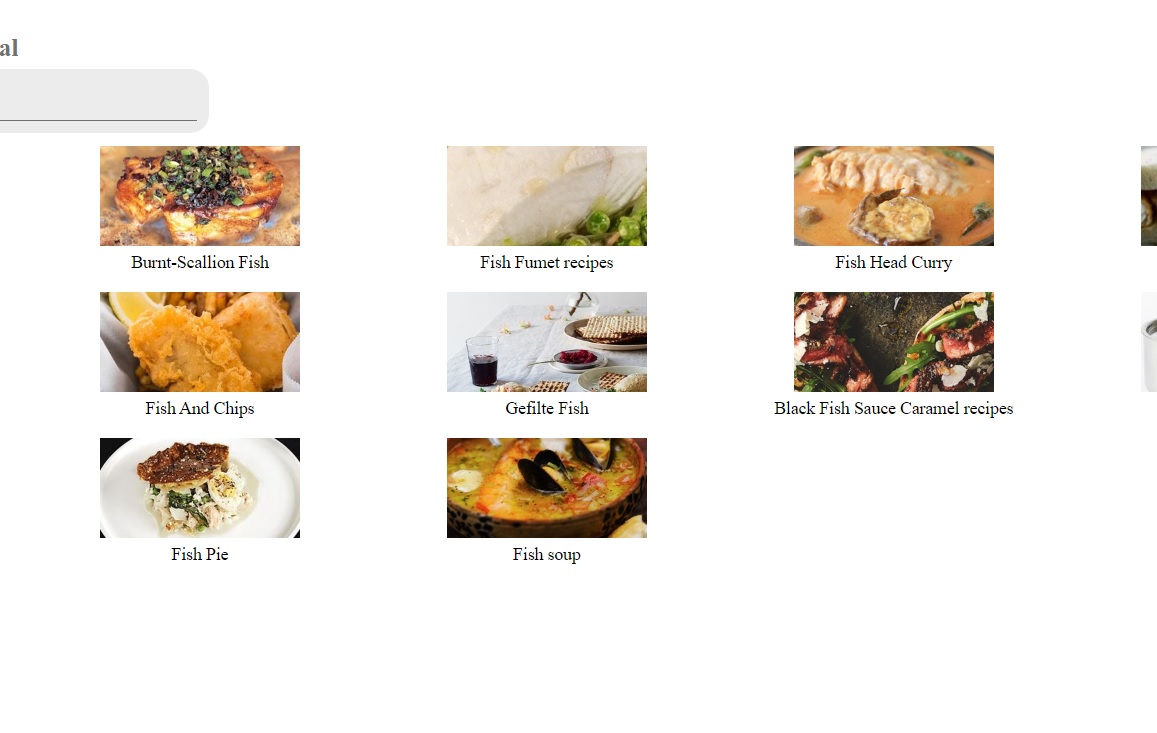 al
Burnt-Scallion Fish
Fish Fumet recipes
Fish Head Curry
Fish And Chips
Gefilte Fish
Black Fish Sauce Caramel recipes
Fish Pie
Fish soup